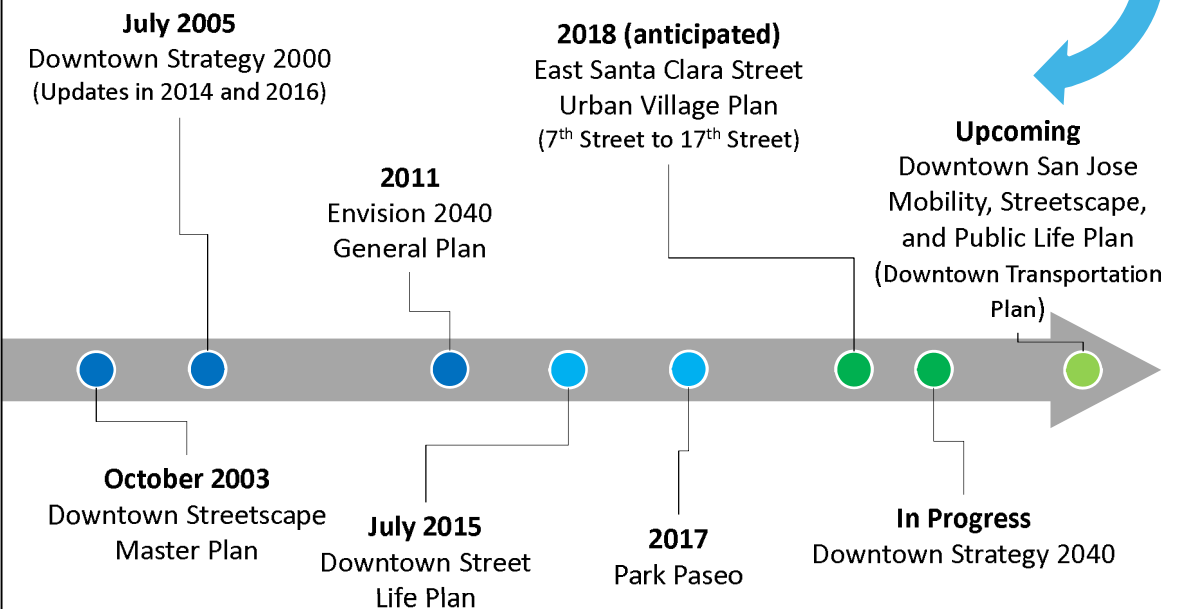 July 2005
Downtown Strategy 2000
(Updates in 2014 and 2016)
2011
Envision 2040
General Plan
2018 (anticipated)
East Santa Clara Street
Urban Village Plan
(7th Street to 17th Street)
Upcoming
Downtown San Jose
Mobility, Streetscape,
and Public Life Plan
(Downtown Transportation
Plan)
October 2003
Downtown Streetscape
Master Plan
July 2015
Downtown Street
Life Plan
2017
Park Paseo
In Progress
Downtown Strategy 2040